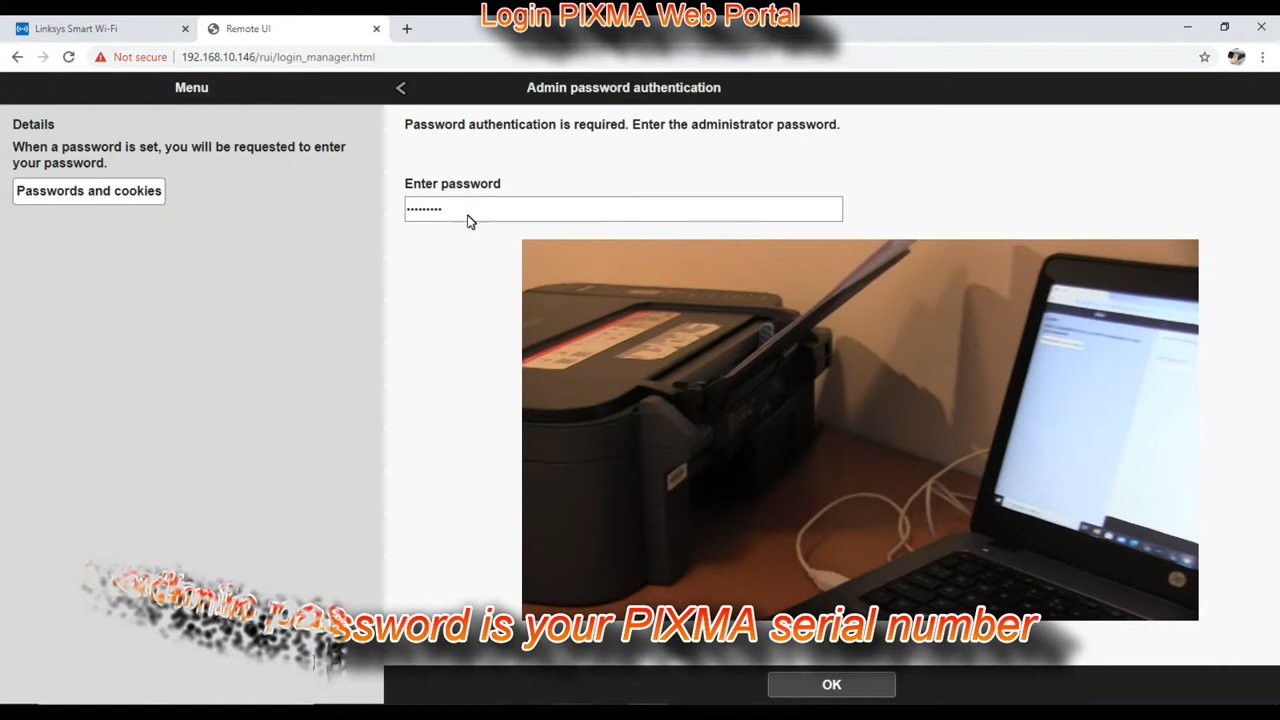 Login PIXMA Web Portal
Linksys Smart Wi-Fi
Remote UI
Not secure
192.168.10.146/rui/login_manager.html
Menu
Admin password authentication
Details
When a password is set, you will be requested to enter
your password.
Passwords and cookies
Password authentication is required. Enter the administrator password.
Enter password
•••••••••
admin password is your PIXMA serial number
OK